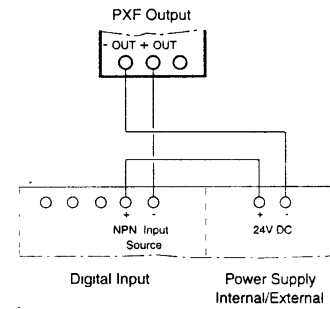 PXF Output
- OUT + OUT
+ -
NPN Input
Source
+ -
24V DC
Digital Input
Power Supply
Internal/External